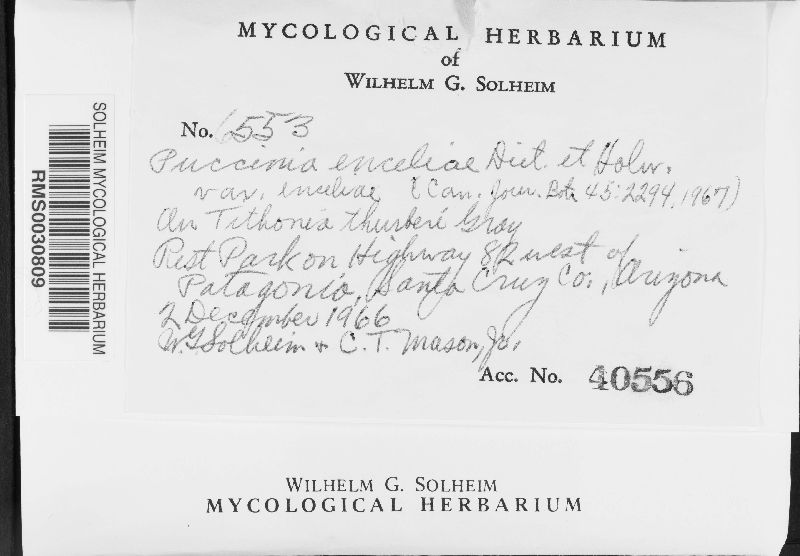 MYCOLOGICAL HERBARIUM
of
WILHELM G. SOLHEIM
No. 553
Puccinia enceliae Diet. et Holw.
var. enceliae (Can. Jour. Bot. 45:2294, 1967)
On Tithonia thurberi Gray
Rest Park on Highway 82 west of
Patagonia, Santa Cruz Co., Arizona
2 December 1966
W.G. Solheim + C.T. Mason, Jr.
Acc. No. 40556
SOLHEIM MYCOLOGICAL HERBARIUM
RMS0030809
WILHELM G. SOLHEIM
MYCOLOGICAL HERBARIUM